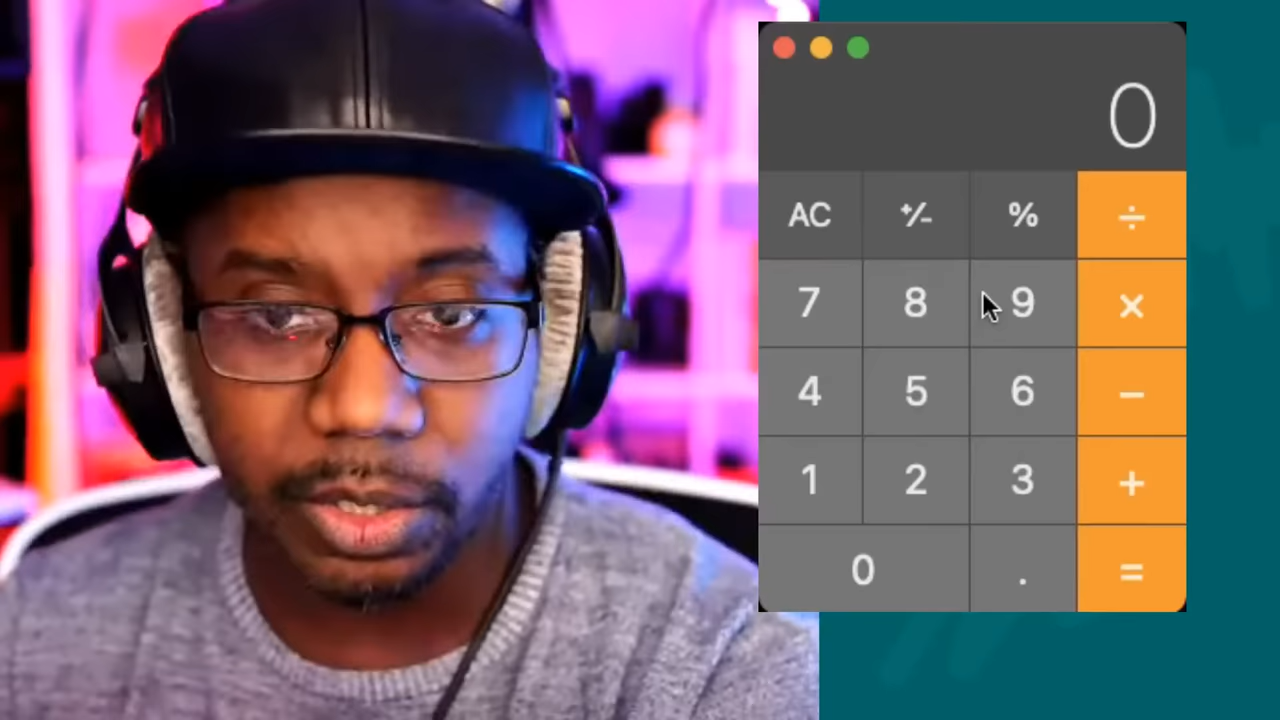 0
AC ⁺∕₋ % ÷
7 8 9 ×
4 5 6 −
1 2 3 +
0 . =